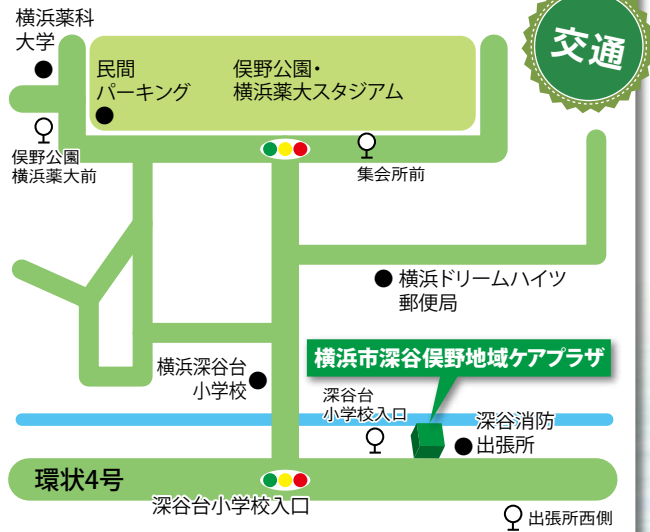 横浜薬科
大学
交通
民間
パーキング
俣野公園・
横浜薬大スタジアム
俣野公園
横浜薬大前
集会所前
横浜ドリームハイツ
郵便局
横浜市深谷俣野地域ケアプラザ
横浜深谷台
小学校
深谷台
小学校入口
深谷消防
出張所
環状4号
深谷台小学校入口
出張所西側